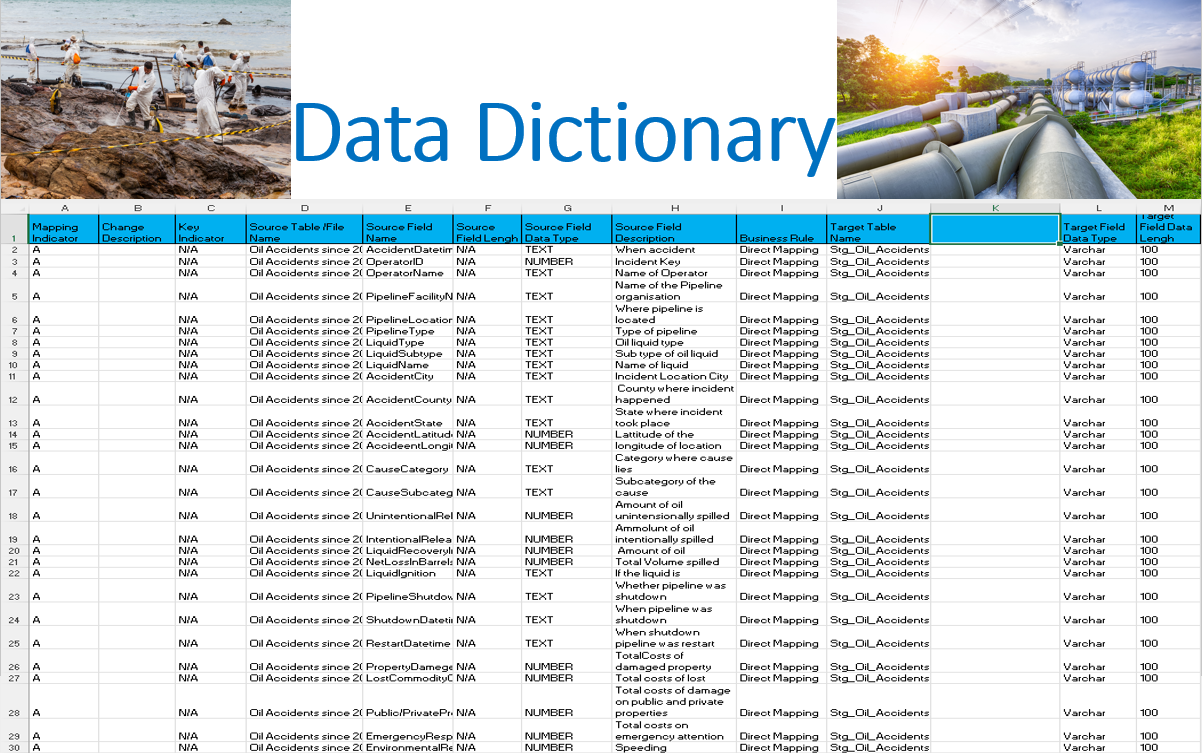 Data Dictionary
A B C D E F G H I J K L M
Target
Mapping Change Key Source Table /File Source Field Source Source Field Source Field Target Table Target Field Field Data
1 Indicator Description Indicator Name Name Field Lengh Data Type Description Business Rule Name Data Type Lengh
2 A N/A Oil Accidents since 20 AccidentDatetim N/A TEXT When accident Direct Mapping Stg_Oil_Accidents Varchar 100
3 A N/A Oil Accidents since 20 OperatorID N/A NUMBER Incident Key Direct Mapping Stg_Oil_Accidents Varchar 100
4 A N/A Oil Accidents since 20 OperatorName N/A TEXT Name of Operator Direct Mapping Stg_Oil_Accidents Varchar 100
Name of the Pipeline
5 A N/A Oil Accidents since 20 PipelineFacilityN N/A TEXT organisation Direct Mapping Stg_Oil_Accidents Varchar 100
Where pipeline is
6 A N/A Oil Accidents since 20 PipelineLocation N/A TEXT located Direct Mapping Stg_Oil_Accidents Varchar 100
7 A N/A Oil Accidents since 20 PipelineType N/A TEXT Type of pipeline Direct Mapping Stg_Oil_Accidents Varchar 100
8 A N/A Oil Accidents since 20 LiquidType N/A TEXT Oil liquid type Direct Mapping Stg_Oil_Accidents Varchar 100
9 A N/A Oil Accidents since 20 LiquidSubtype N/A TEXT Sub type of oil liquid Direct Mapping Stg_Oil_Accidents Varchar 100
10 A N/A Oil Accidents since 20 LiquidName N/A TEXT Name of liquid Direct Mapping Stg_Oil_Accidents Varchar 100
11 A N/A Oil Accidents since 20 AccidentCity N/A TEXT Incident Location City Direct Mapping Stg_Oil_Accidents Varchar 100
County where incident
12 A N/A Oil Accidents since 20 AccidentCounty N/A TEXT happened Direct Mapping Stg_Oil_Accidents Varchar 100
State where incident
13 A N/A Oil Accidents since 20 AccidentState N/A TEXT took place Direct Mapping Stg_Oil_Accidents Varchar 100
14 A N/A Oil Accidents since 20 AccidentLatitud N/A NUMBER Lattitude of the Direct Mapping Stg_Oil_Accidents Varchar 100
15 A N/A Oil Accidents since 20 AccideentLongi N/A NUMBER longitude of location Direct Mapping Stg_Oil_Accidents Varchar 100
Category where cause
16 A N/A Oil Accidents since 20 CauseCategory N/A TEXT lies Direct Mapping Stg_Oil_Accidents Varchar 100
Subcategory of the
17 A N/A Oil Accidents since 20 CauseSubcateg N/A TEXT cause Direct Mapping Stg_Oil_Accidents Varchar 100
Amount of oil
18 A N/A Oil Accidents since 20 UnintentionalRel N/A NUMBER unintensionally spilled Direct Mapping Stg_Oil_Accidents Varchar 100
Ammolunt of oil
19 A N/A Oil Accidents since 20 IntentionalRelea N/A NUMBER intentionally spilled Direct Mapping Stg_Oil_Accidents Varchar 100
20 A N/A Oil Accidents since 20 LiquidRecoveryI N/A NUMBER Amount of oil Direct Mapping Stg_Oil_Accidents Varchar 100
21 A N/A Oil Accidents since 20 NetLossInBarrels N/A NUMBER Total Volume spilled Direct Mapping Stg_Oil_Accidents Varchar 100
22 A N/A Oil Accidents since 20 LiquidIgnition N/A TEXT If the liquid is Direct Mapping Stg_Oil_Accidents Varchar 100
Whether pipeline was
23 A N/A Oil Accidents since 20 PipelineShutdow N/A TEXT shutdown Direct Mapping Stg_Oil_Accidents Varchar 100
When pipeline was
24 A N/A Oil Accidents since 20 ShutdownDateti N/A TEXT shutdown Direct Mapping Stg_Oil_Accidents Varchar 100
When shutdown
25 A N/A Oil Accidents since 20 RestartDatetime N/A TEXT pipeline was restart Direct Mapping Stg_Oil_Accidents Varchar 100
TotalCosts of
26 A N/A Oil Accidents since 20 PropertyDamege N/A NUMBER damaged property Direct Mapping Stg_Oil_Accidents Varchar 100
27 A N/A Oil Accidents since 20 LostCommodityC N/A NUMBER Total costs of lost Direct Mapping Stg_Oil_Accidents Varchar 100
Total costs of damage
on public and private
28 A N/A Oil Accidents since 20 Public/PrivatePr N/A NUMBER properties Direct Mapping Stg_Oil_Accidents Varchar 100
Total costs on
29 A N/A Oil Accidents since 20 EmergencyResp N/A NUMBER emergency attention Direct Mapping Stg_Oil_Accidents Varchar 100
30 A N/A Oil Accidents since 20 EnvironmentalRe N/A NUMBER Speeding Direct Mapping Stg_Oil_Accidents Varchar 100